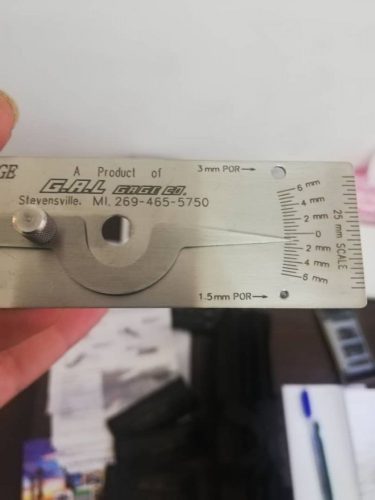 GE
A Product of
G.A.L GAGE CO.
Stevensville, MI. 269-465-5750
3 mm POR→
6 mm
4 mm
2 mm
0
2 mm
4 mm
6 mm
25 mm SCALE
1.5 mm POR→